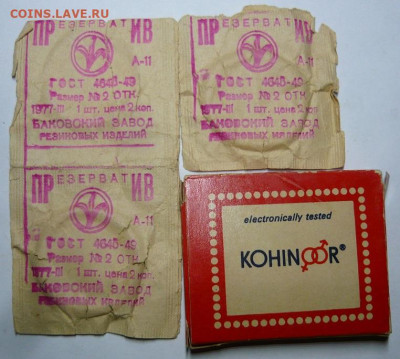 COINS.LAVE.RU
ПРЕЗЕРВАТИВ
А-11
ГОСТ 4645-49
Размер №2 ОТК.
1977-III- 1 шт. цена 2 коп.
БАКОВСКИЙ ЗАВОД
РЕЗИНОВЫХ ИЗДЕЛИЙ
ПРЕЗЕРВАТИВ
А-11
ГОСТ 4645-49
Размер №2 ОТК.
1977-III- 1 шт. цена 2 коп.
БАКОВСКИЙ ЗАВОД
РЕЗИНОВЫХ ИЗДЕЛИЙ
ПРЕЗЕРВАТИВ
А-11
ГОСТ 4645-49
Размер №2 ОТК.
1977-III 1 шт. цена 2 коп.
БАКОВСКИЙ ЗАВОД
РЕЗИНОВЫХ ИЗДЕЛИЙ
electronically tested
KOHINOOR®